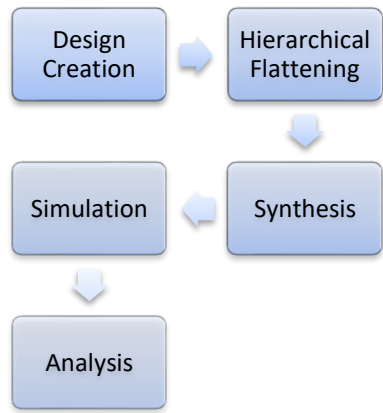 Design
Creation
Hierarchical
Flattening
Synthesis
Simulation
Analysis